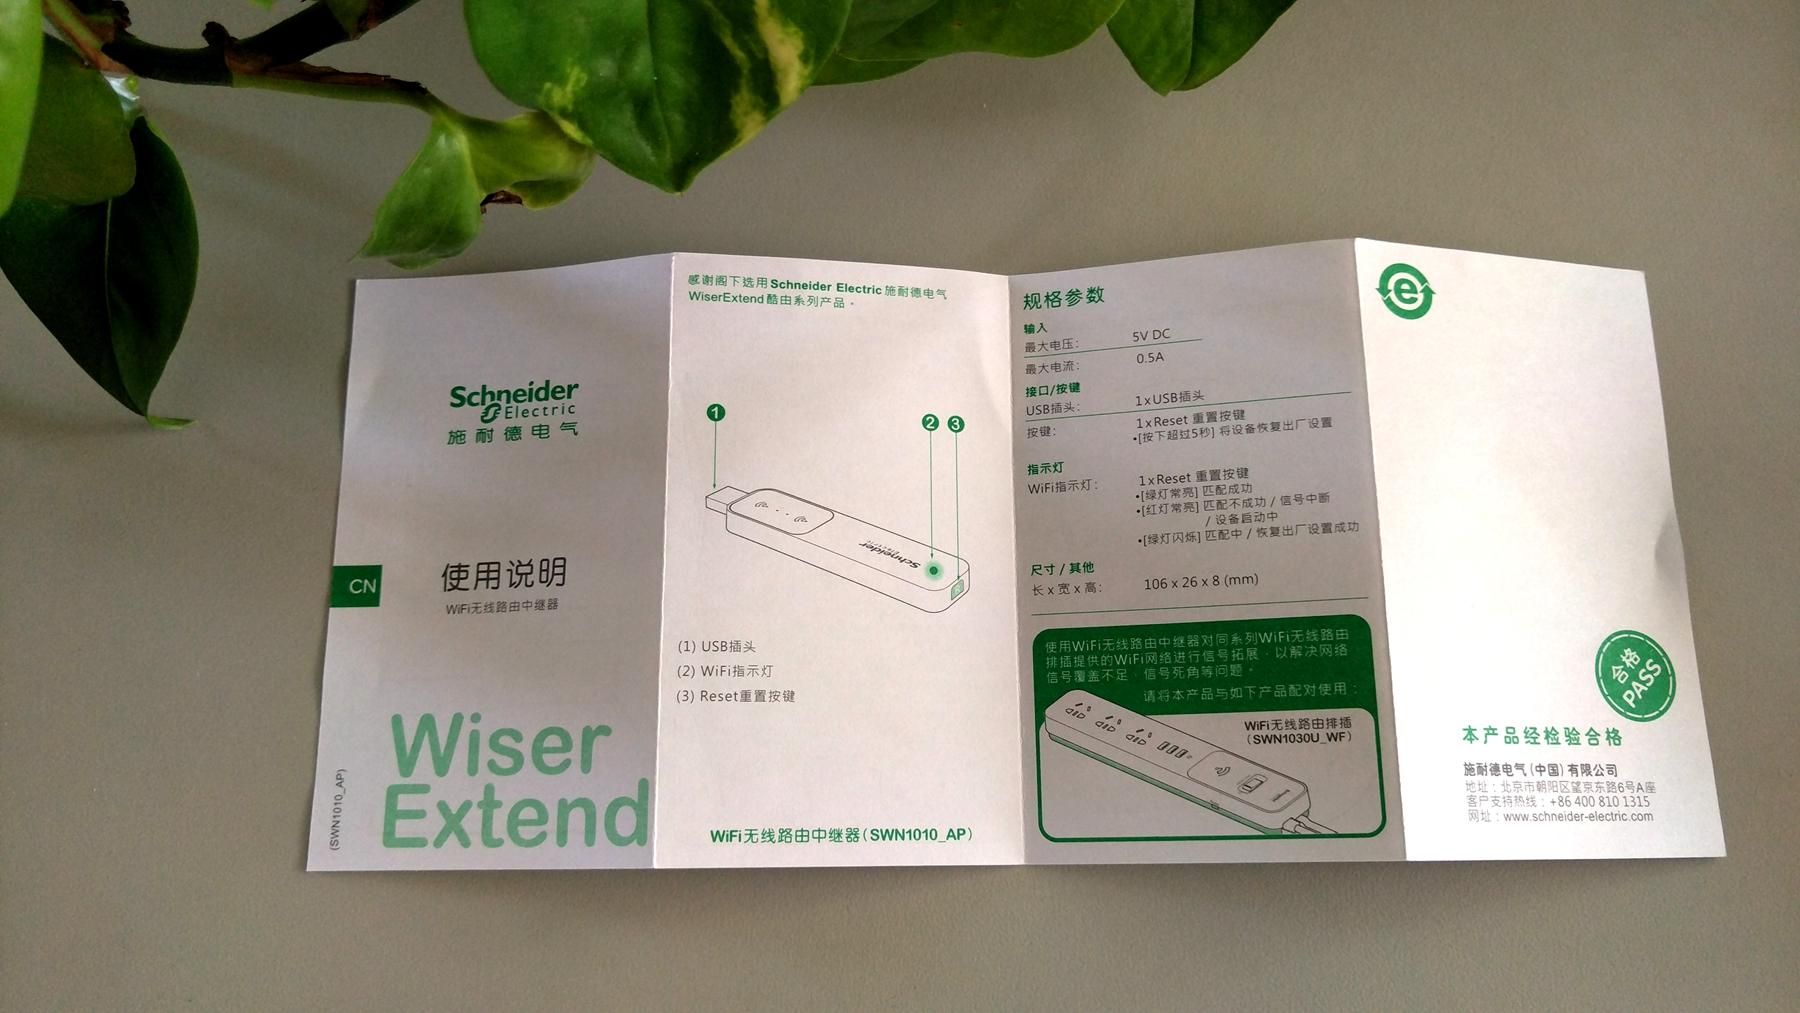 Schneider
Electric
施耐德电气
CN
使用说明
WiFi无线路由中继器
Wiser
Extend
(SWN1010_AP)
感谢阁下选用Schneider Electric施耐德电气
WiserExtend酷由系列产品。
1
2
3
Schneider
Electric
(1) USB插头
(2) WiFi指示灯
(3) Reset重置按键
WiFi无线路由中继器(SWN1010_AP)
规格参数
输入
最大电压： 5V DC
最大电流： 0.5A
接口/按键
USB插头： 1xUSB插头
按键： 1xReset 重置按键
•[按下超过5秒] 将设备恢复出厂设置
指示灯
WiFi指示灯： 1xReset 重置按键
•[绿灯常亮] 匹配成功
•[红灯常亮] 匹配不成功 / 信号中断
/ 设备启动中
•[绿灯闪烁] 匹配中 / 恢复出厂设置成功
尺寸 / 其他
长 x 宽 x 高： 106 x 26 x 8 (mm)
使用WiFi无线路由中继器对同系列WiFi无线路由
排插提供的WiFi网络进行信号拓展，以解决网络
信号覆盖不足，信号死角等问题。
请将本产品与如下产品配对使用：
WiFi无线路由排插
(SWN1030U_WF)
e
合格
PASS
本产品经检验合格
施耐德电气(中国)有限公司
地址：北京市朝阳区望京东路6号A座
客户支持热线：+86 400 810 1315
网址：www.schneider-electric.com